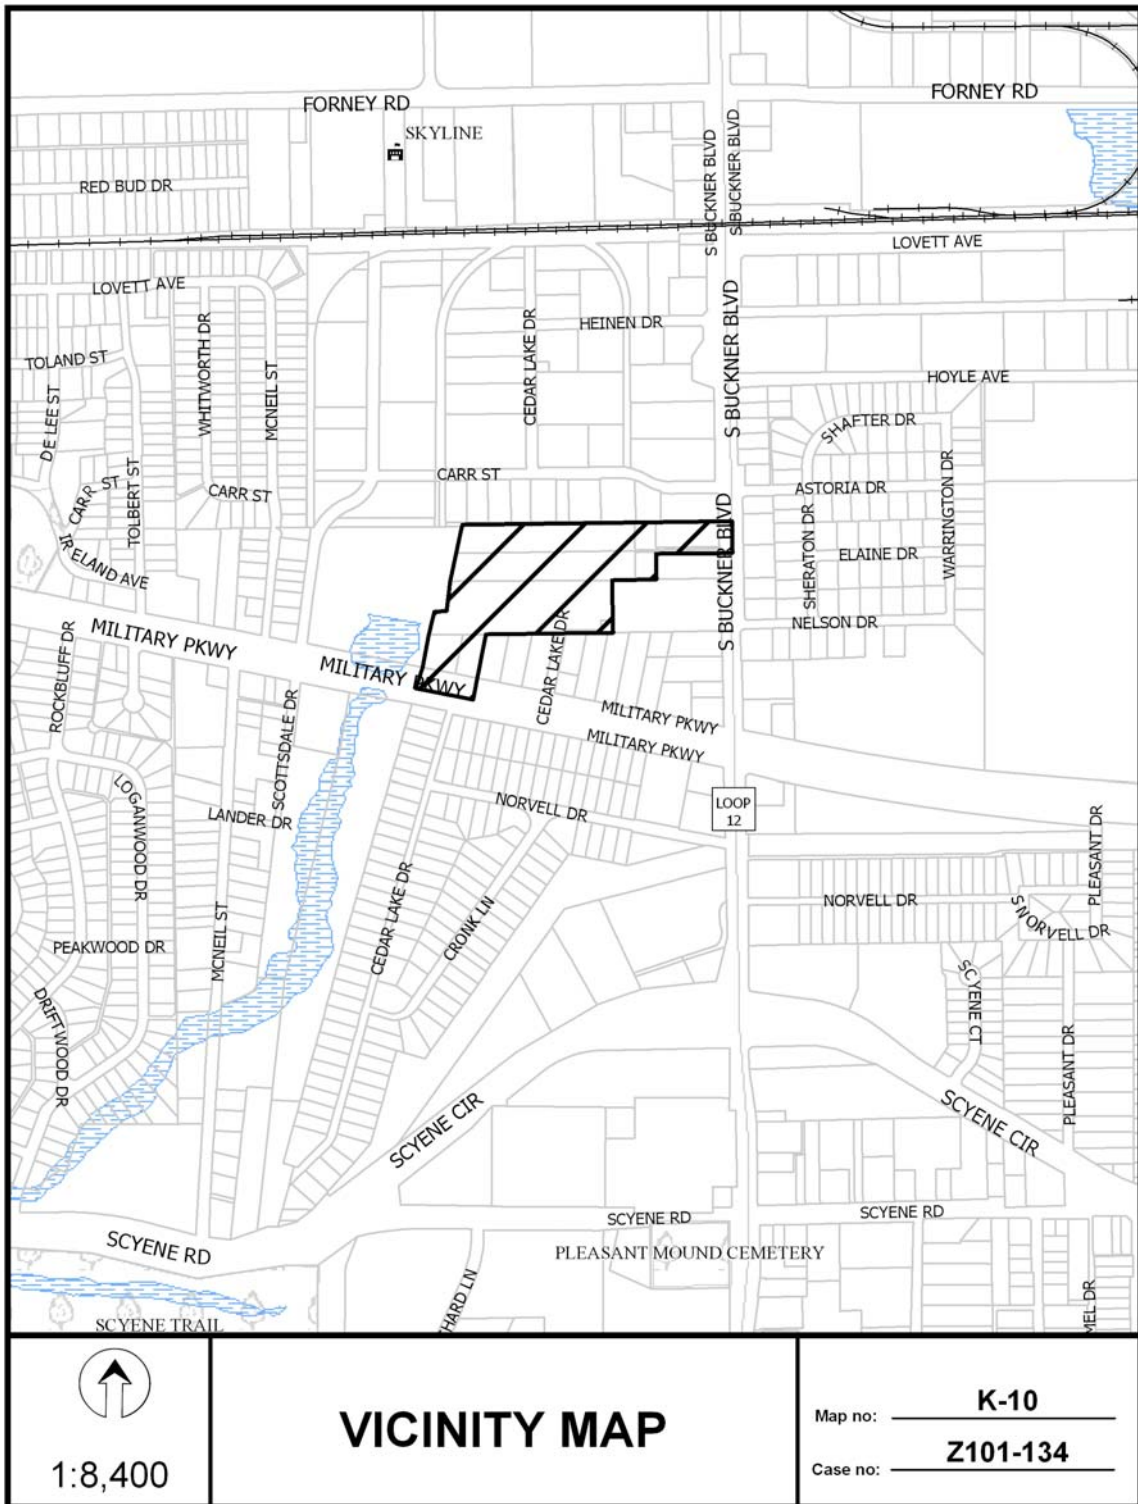 FORNEY RD
FORNEY RD
SKYLINE
S BUCKNER BLVD
S BUCKNER BLVD
RED BUD DR
LOVETT AVE
LOVETT AVE
WHITWORTH DR
MCNEIL ST
CEDAR LAKE DR
HEINEN DR
S BUCKNER BLVD
TOLAND ST
DE LEE ST
HOYLE AVE
SHAFTER DR
CARR ST
CARR ST
CARR ST
TOLBERT ST
ASTORIA DR
WARRINGTON DR
SHERATON DR
ELAINE DR
IRELAND AVE
S BUCKNER BLVD
NELSON DR
MILITARY PKWY
ROCKBLUFF DR
MILITARY PKWY
CEDAR LAKE DR
MILITARY PKWY
MILITARY PKWY
SCOTTSDALE DR
LOGANWOOD DR
LANDER DR
NORVELL DR
LOOP
12
PLEASANT DR
NORVELL DR
S NORVELL DR
CEDAR LAKE DR
CRONK LN
MCNEIL ST
PEAKWOOD DR
SCYENE CT
DRIFTWOOD DR
PLEASANT DR
SCYENE CIR
SCYENE CIR
SCYENE RD
SCYENE RD
SCYENE RD
PLEASANT MOUND CEMETERY
HARD LN
MEL DR
SCYENE TRAIL
1:8,400
VICINITY MAP
Map no: K-10
Case no: Z101-134